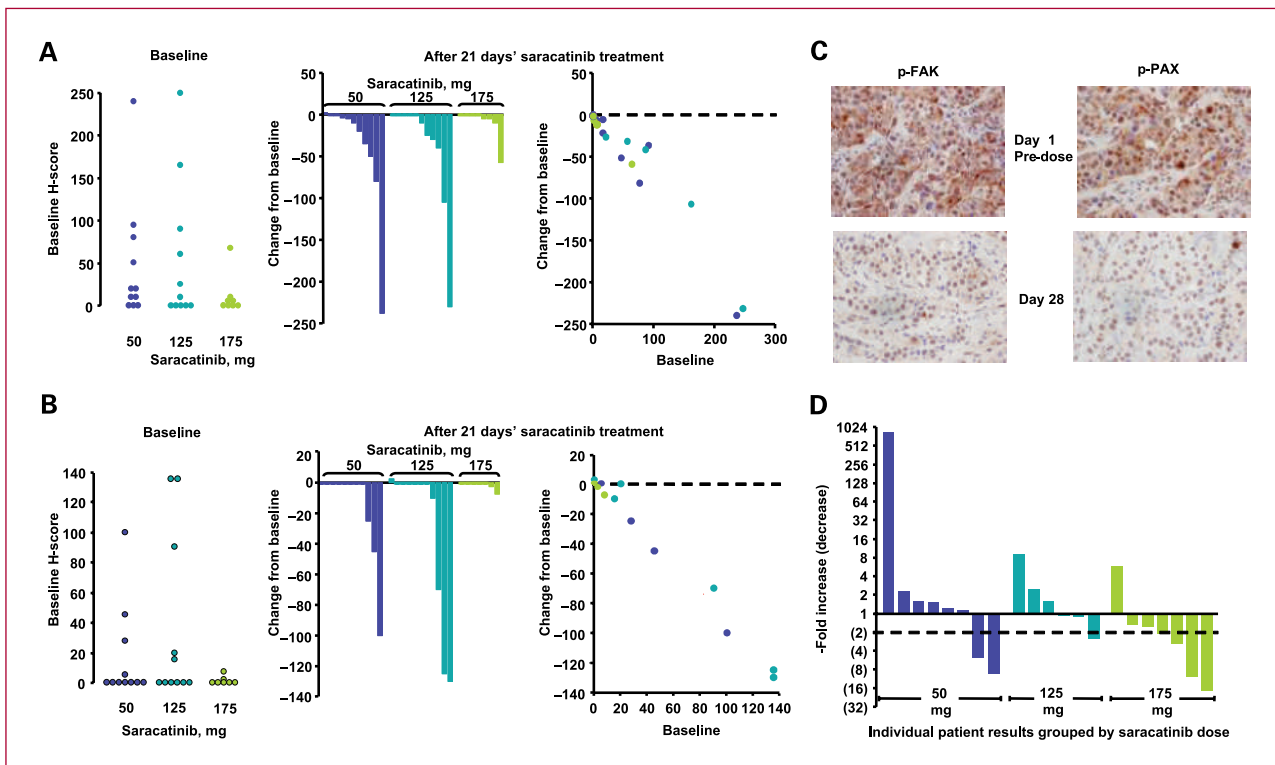 A
Baseline
Baseline H-score
250
200
150
100
50
0
50 125 175
Saracatinib, mg
After 21 days’ saracatinib treatment
Saracatinib, mg
50 125 175
Change from baseline
50
0
−50
−100
−150
−200
−250
Change from baseline
50
0
−50
−100
−150
−200
−250
0 100 200 300
Baseline
B
Baseline
Baseline H-score
140
120
100
80
60
40
20
0
50 125 175
Saracatinib, mg
After 21 days’ saracatinib treatment
Saracatinib, mg
50 125 175
Change from baseline
20
0
−20
−40
−60
−80
−100
−120
−140
Change from baseline
20
0
−20
−40
−60
−80
−100
−120
−140
0 20 40 60 80 100 120 140
Baseline
C
p-FAK p-PAX
Day 1
Pre-dose
Day 28
D
-Fold increase (decrease)
1024
512
256
128
64
32
16
8
4
2
1
(2)
(4)
(8)
(16)
(32)
50 125 175
mg mg mg
Individual patient results grouped by saracatinib dose